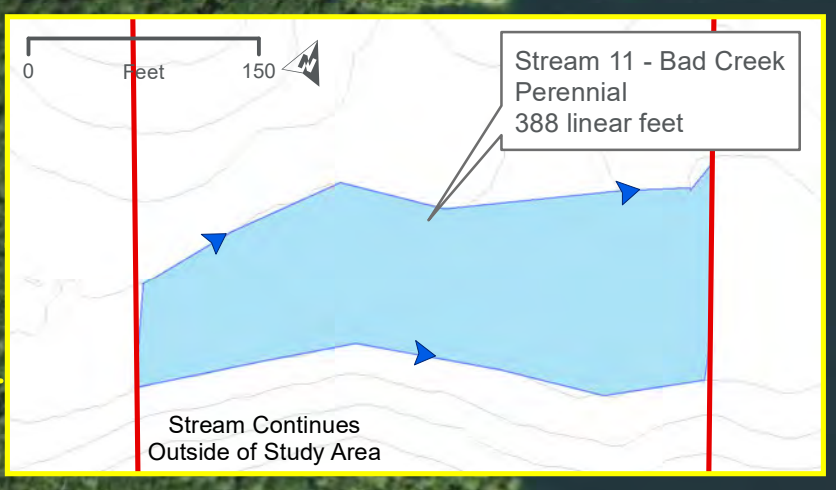 0 Feet 150 N
Stream 11 - Bad Creek
Perennial
388 linear feet
Stream Continues
Outside of Study Area